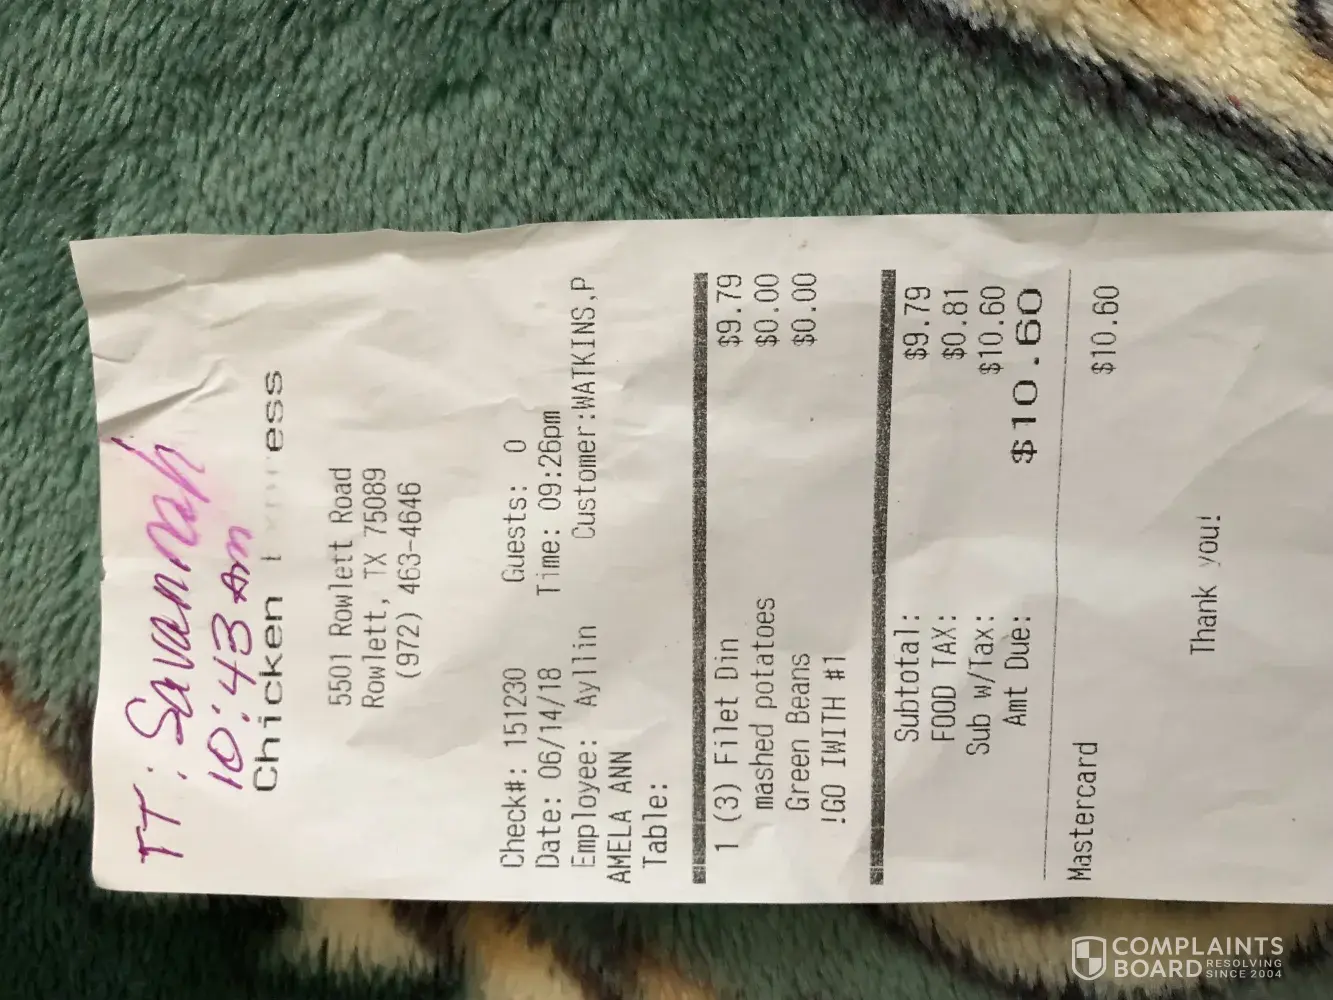 TT: Savannah
10:43 am
Chicken E ress
5501 Rowlett Road
Rowlett, TX 75089
(972) 463-4646
Check#: 151230 Guests: 0
Date: 06/14/18 Time: 09:26pm
Employee: Ayllin Customer:WATKINS,P
AMELA ANN
Table:
1 (3) Filet Din $9.79
mashed potatoes $0.00
Green Beans $0.00
!GO IWITH #1
Subtotal: $9.79
FOOD TAX: $0.81
Sub w/Tax: $10.60
Amt Due: $10.60
Mastercard $10.60
Thank you!
COMPLAINTS
BOARD RESOLVING
SINCE 2004